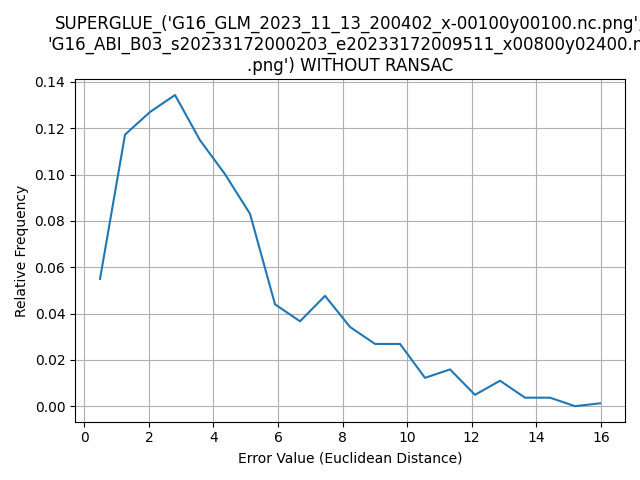 SUPERGLUE_('G16_GLM_2023_11_13_200402_x-00100y00100.nc.png',
'G16_ABI_B03_s20233172000203_e20233172009511_x00800y02400.n
.png') WITHOUT RANSAC
0.14
0.12
0.10
0.08
0.06
0.04
0.02
0.00
Relative Frequency
0 2 4 6 8 10 12 14 16
Error Value (Euclidean Distance)